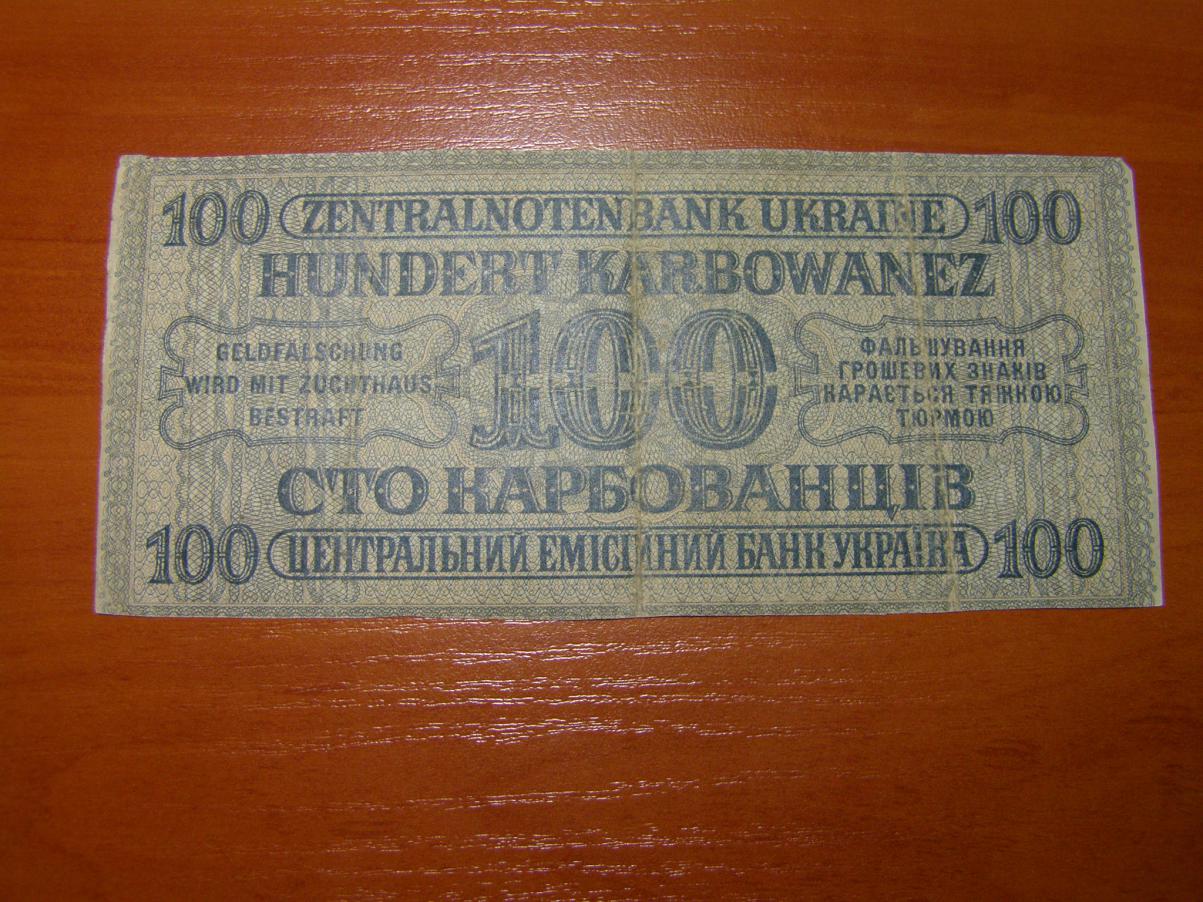 100 ZENTRALNOTENBANK UKRAINE 100
HUNDERT KARBOWANEZ
GELDFÄLSCHUNG
WIRD MIT ZUCHTHAUS
BESTRAFT
100
ФАЛЬШУВАННЯ
ГРОШЕВИХ ЗНАКІВ
КАРАЄТЬСЯ ТЯЖКОЮ
ТЮРМОЮ
СТО КАРБОВАНЦІВ
100 ЦЕНТРАЛЬНИЙ ЕМІСІЙНИЙ БАНК УКРАЇНА 100